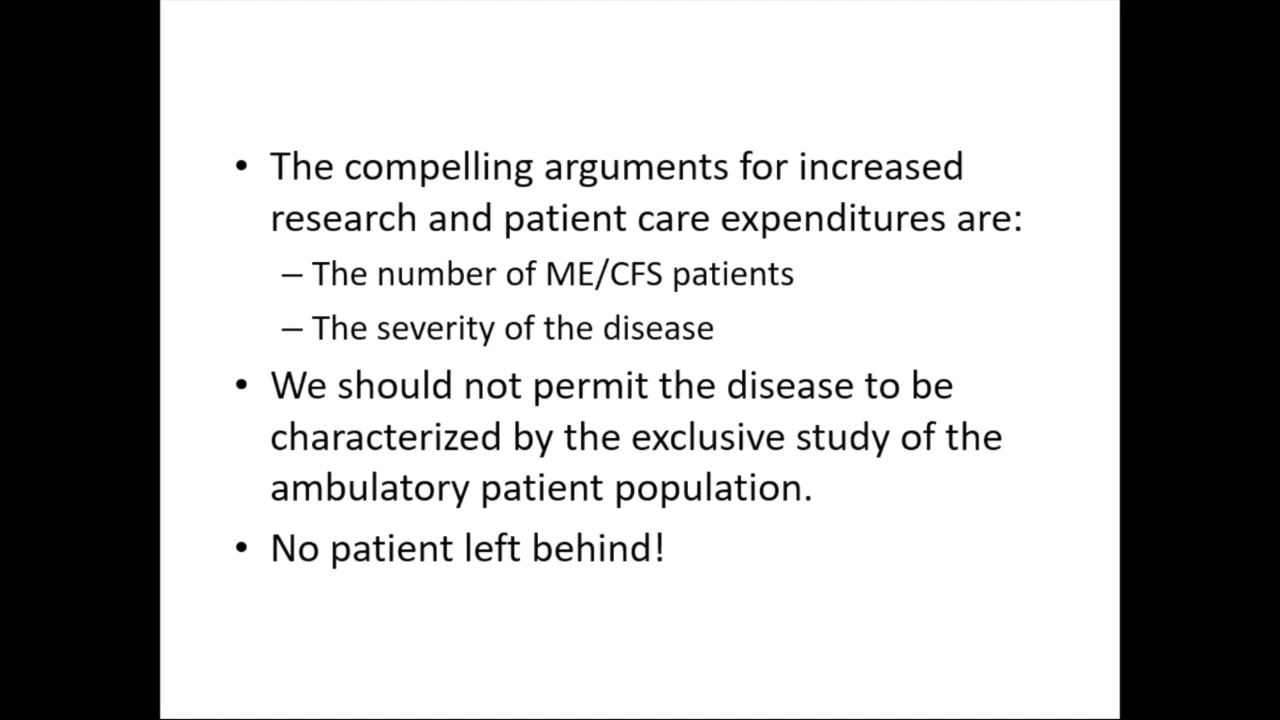 • The compelling arguments for increased
research and patient care expenditures are:
– The number of ME/CFS patients
– The severity of the disease
• We should not permit the disease to be
characterized by the exclusive study of the
ambulatory patient population.
• No patient left behind!